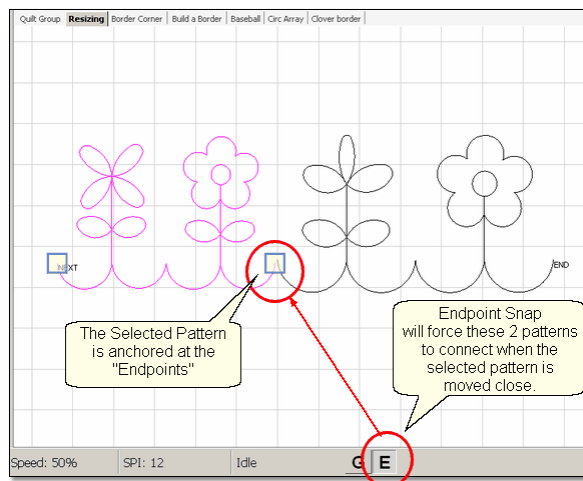 Quilt Group Resizing Border Corner Build a Border Baseball Circ Array Clover border
NEXT
END
The Selected Pattern
is anchored at the
"Endpoints"
Endpoint Snap
will force these 2 patterns
to connect when the
selected pattern is
moved close.
Speed: 50% SPI: 12 Idle G E